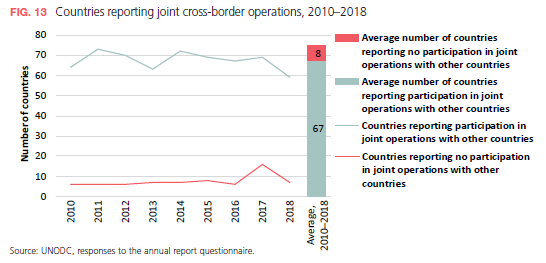 FIG. 13 Countries reporting joint cross-border operations, 2010–2018
Number of countries
80
70
60
50
40
30
20
10
0
2010
2011
2012
2013
2014
2015
2016
2017
2018
Average,
2010–2018
8
67
Average number of countries
reporting no participation in joint
operations with other countries
Average number of countries
reporting participation in joint
operations with other countries
Countries reporting participation in
joint operations with other countries
Countries reporting no participation
in joint operations with other
countries
Source: UNODC, responses to the annual report questionnaire.